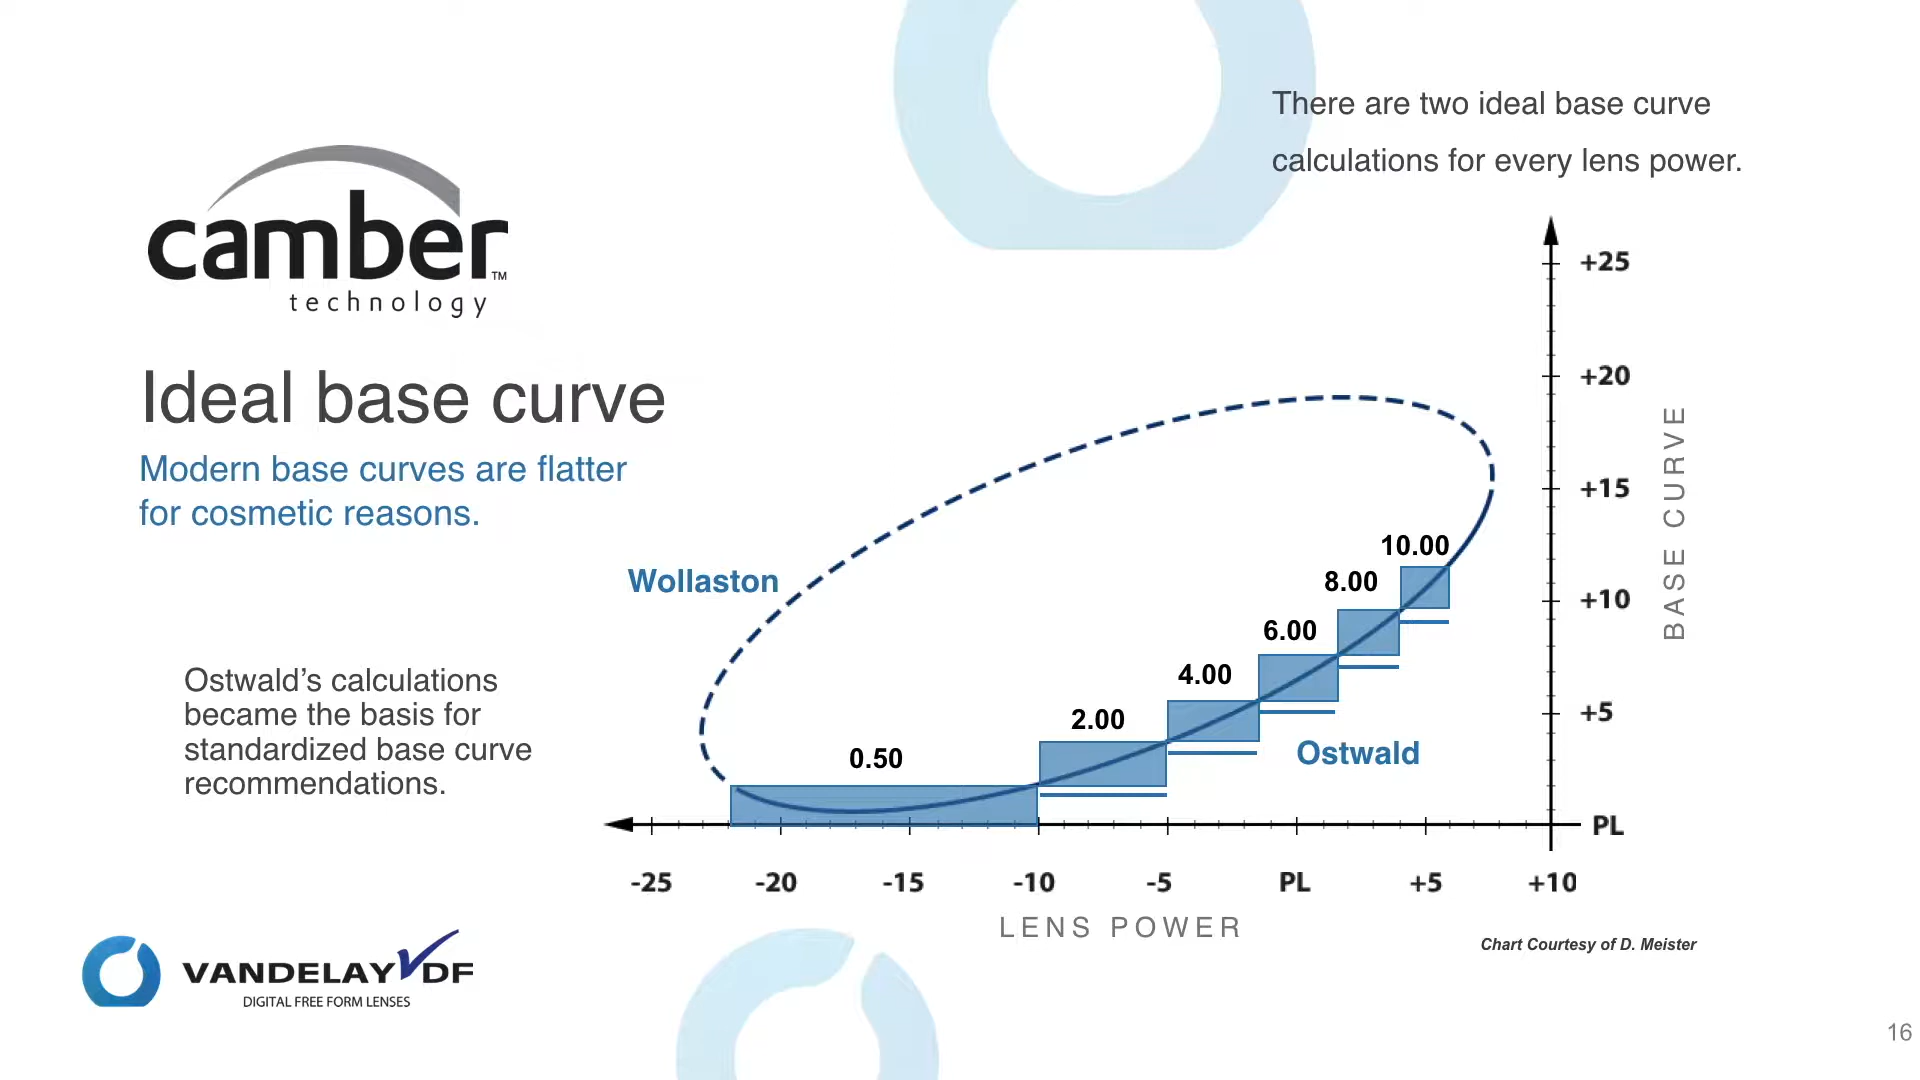 There are two ideal base curve
calculations for every lens power.
camber™
technology
Ideal base curve
Modern base curves are flatter
for cosmetic reasons.
Ostwald’s calculations
became the basis for
standardized base curve
recommendations.
Wollaston
Ostwald
0.50
2.00
4.00
6.00
8.00
10.00
+25
+20
+15
+10
+5
PL
BASE CURVE
-25 -20 -15 -10 -5 PL +5 +10
LENS POWER
Chart Courtesy of D. Meister
VANDELAY DF
DIGITAL FREE FORM LENSES
16